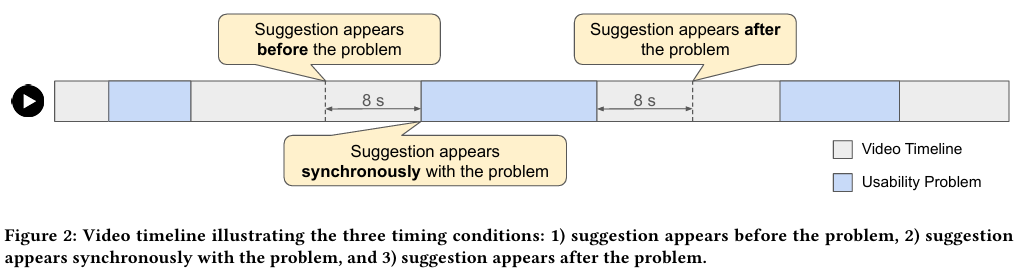 Suggestion appears
before the problem
Suggestion appears after
the problem
8 s
8 s
Suggestion appears
synchronously with the problem
Video Timeline
Usability Problem
Figure 2: Video timeline illustrating the three timing conditions: 1) suggestion appears before the problem, 2) suggestion
appears synchronously with the problem, and 3) suggestion appears after the problem.